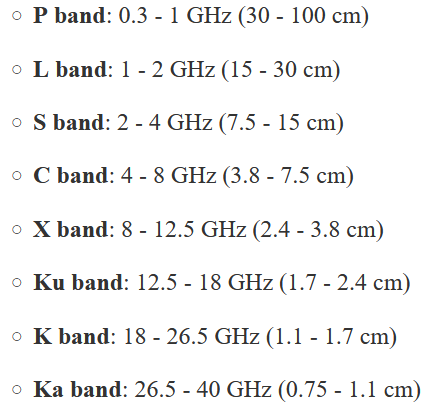 ○ P band: 0.3 - 1 GHz (30 - 100 cm)
○ L band: 1 - 2 GHz (15 - 30 cm)
○ S band: 2 - 4 GHz (7.5 - 15 cm)
○ C band: 4 - 8 GHz (3.8 - 7.5 cm)
○ X band: 8 - 12.5 GHz (2.4 - 3.8 cm)
○ Ku band: 12.5 - 18 GHz (1.7 - 2.4 cm)
○ K band: 18 - 26.5 GHz (1.1 - 1.7 cm)
○ Ka band: 26.5 - 40 GHz (0.75 - 1.1 cm)